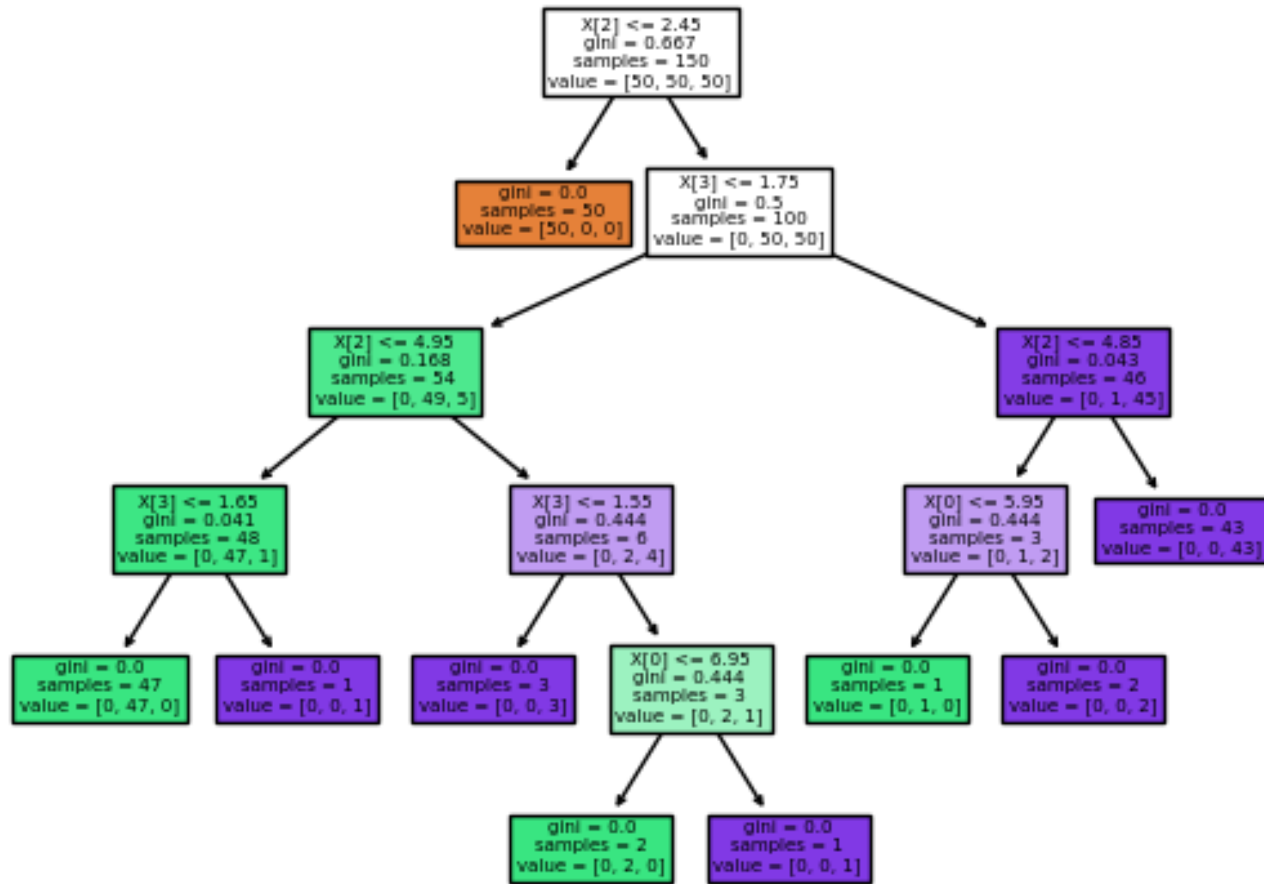 X[2] <= 2.45
gini = 0.667
samples = 150
value = [50, 50, 50]
gini = 0.0
samples = 50
value = [50, 0, 0]
X[3] <= 1.75
gini = 0.5
samples = 100
value = [0, 50, 50]
X[2] <= 4.95
gini = 0.168
samples = 54
value = [0, 49, 5]
X[2] <= 4.85
gini = 0.043
samples = 46
value = [0, 1, 45]
X[3] <= 1.65
gini = 0.041
samples = 48
value = [0, 47, 1]
X[3] <= 1.55
gini = 0.444
samples = 6
value = [0, 2, 4]
X[0] <= 5.95
gini = 0.444
samples = 3
value = [0, 1, 2]
gini = 0.0
samples = 43
value = [0, 0, 43]
gini = 0.0
samples = 47
value = [0, 47, 0]
gini = 0.0
samples = 1
value = [0, 0, 1]
gini = 0.0
samples = 3
value = [0, 0, 3]
X[0] <= 6.95
gini = 0.444
samples = 3
value = [0, 2, 1]
gini = 0.0
samples = 1
value = [0, 1, 0]
gini = 0.0
samples = 2
value = [0, 0, 2]
gini = 0.0
samples = 2
value = [0, 2, 0]
gini = 0.0
samples = 1
value = [0, 0, 1]